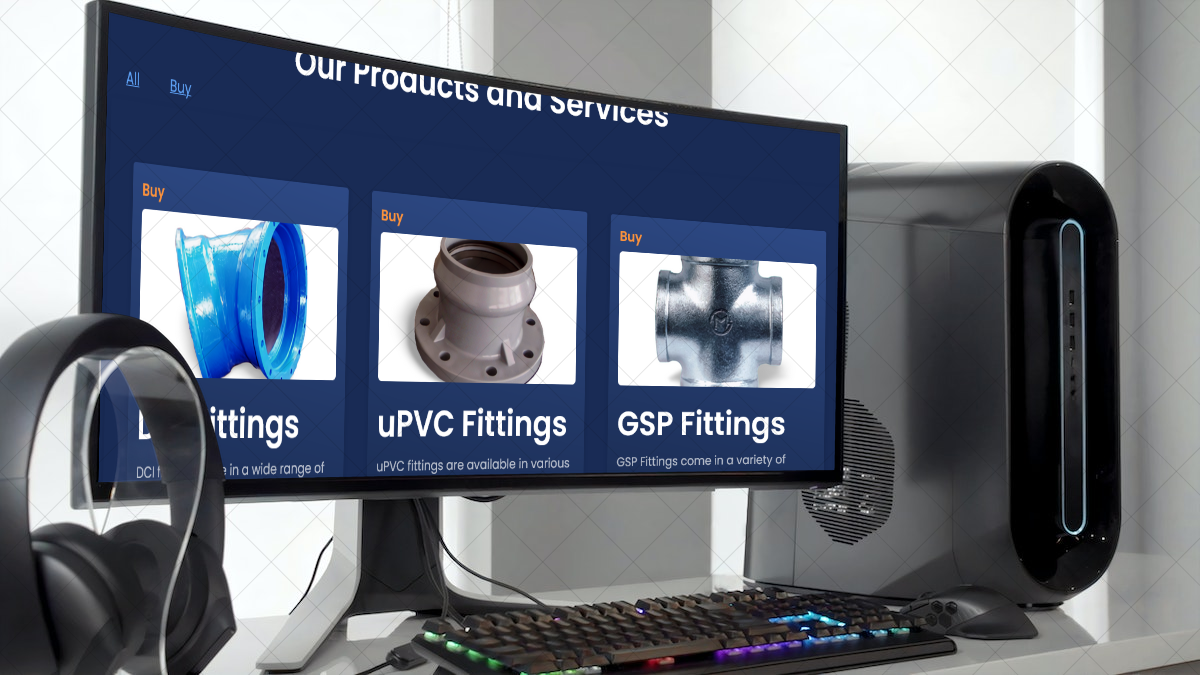 Our Products and Services
All
Buy
Buy
Buy
Buy
uPVC Fittings
GSP Fittings
DCI
in a wide range of
uPVC fittings are available in various
GSP Fittings come in a variety of